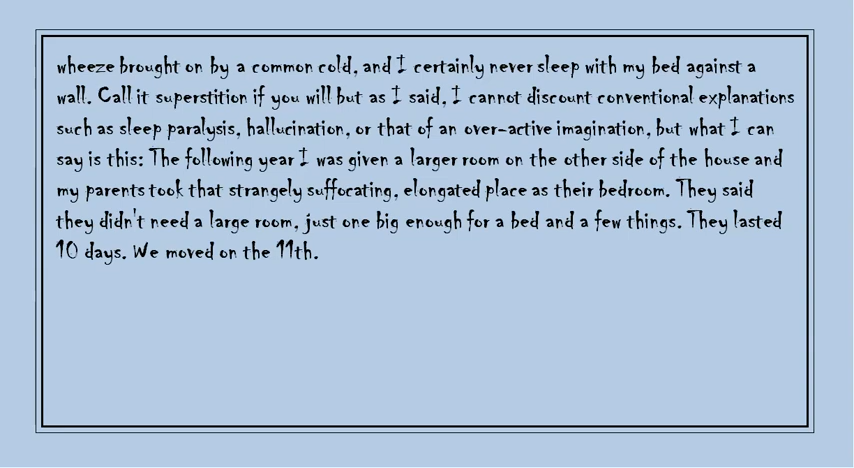 wheeze brought on by a common cold, and I certainly never sleep with my bed against a
wall. Call it superstition if you will but as I said, I cannot discount conventional explanations
such as sleep paralysis, hallucination, or that of an over-active imagination, but what I can
say is this: The following year I was given a larger room on the other side of the house and
my parents took that strangely suffocating, elongated place as their bedroom. They said
they didn't need a large room, just one big enough for a bed and a few things. They lasted
10 days. We moved on the 11th.